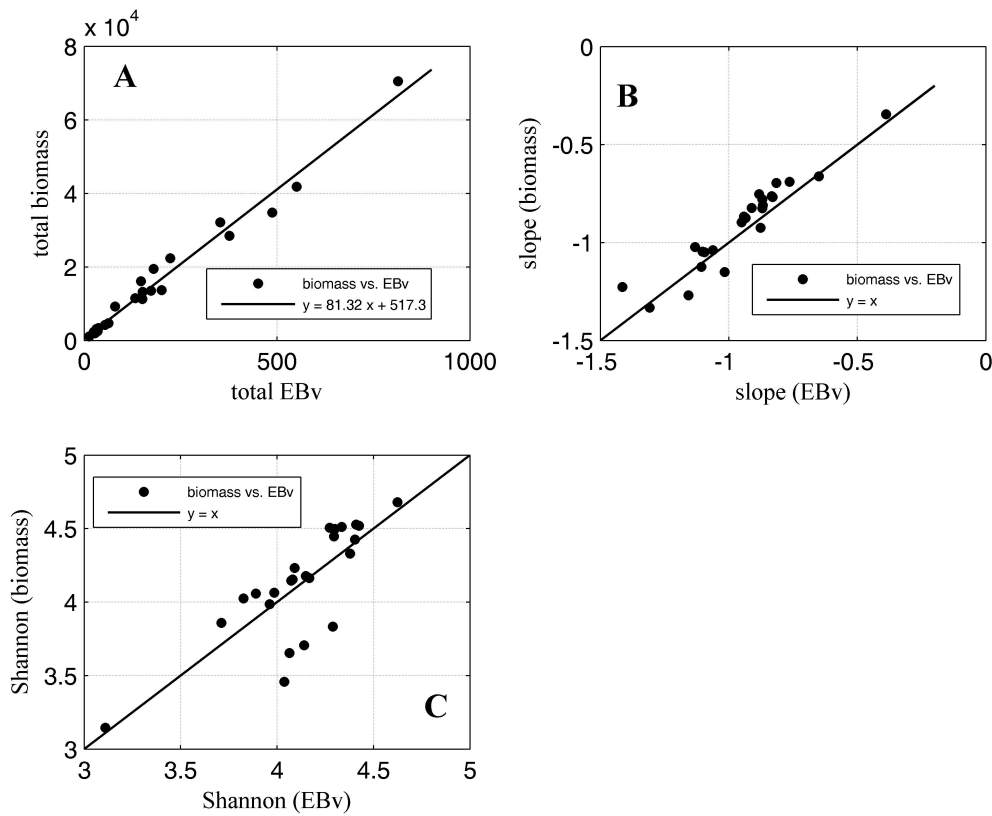 x 10^4
8
6
4
2
0
0
500
1000
A
total biomass
total EBv
biomass vs. EBv
y = 81.32 x + 517.3
0
-0.5
-1
-1.5
-1.5
-1
-0.5
0
B
slope (biomass)
slope (EBv)
biomass vs. EBv
y = x
5
4.5
4
3.5
3
3
3.5
4
4.5
5
biomass vs. EBv
y = x
Shannon (biomass)
C
Shannon (EBv)